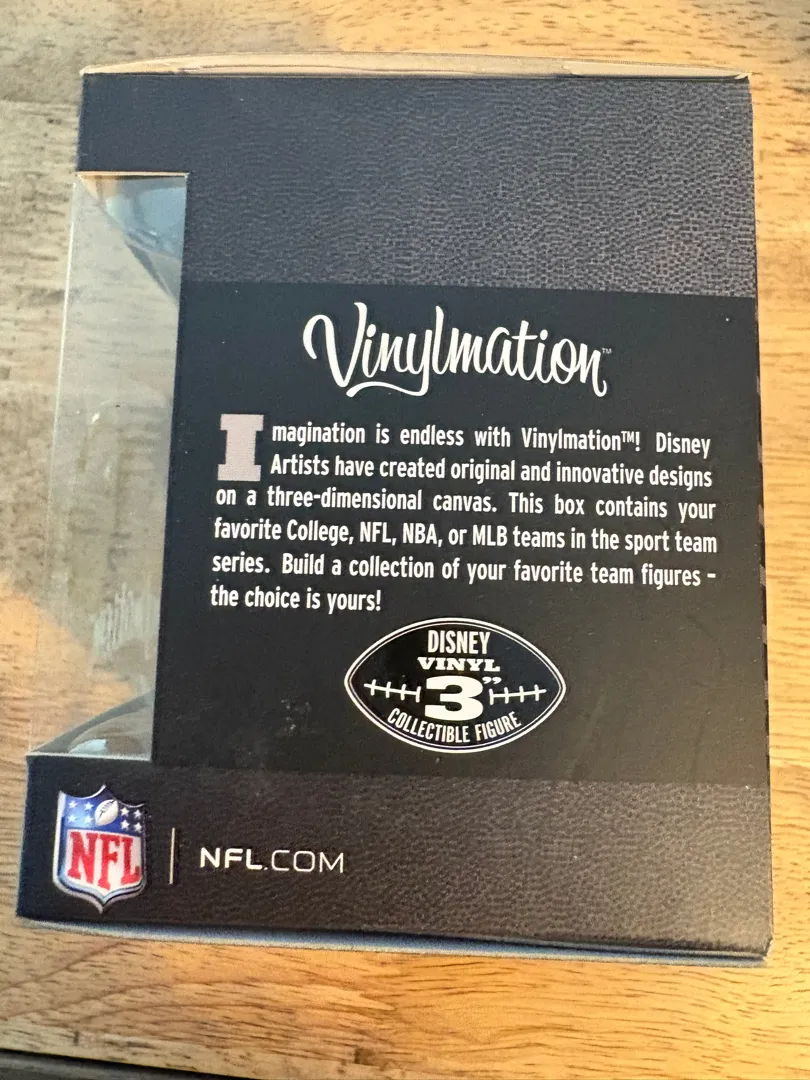 Vinylmation™
Imagination is endless with Vinylmation™! Disney
Artists have created original and innovative designs
on a three-dimensional canvas. This box contains your
favorite College, NFL, NBA, or MLB teams in the sport team
series. Build a collection of your favorite team figures -
the choice is yours!
DISNEY
VINYL
3”
COLLECTIBLE FIGURE
NFL
NFL.COM